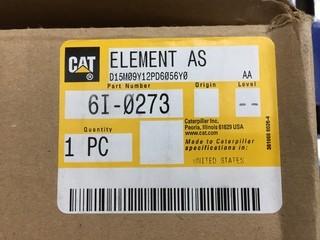 CAT® ELEMENT AS
D15M09Y12PD6056Y0
Part Number Origin AA Level
6I-0273 --
Quantity
1 PC
Caterpillar Inc.
Peoria, Illinois 61629 USA
www.cat.com
Made to Caterpillar
specifications in:
UNITED STATES